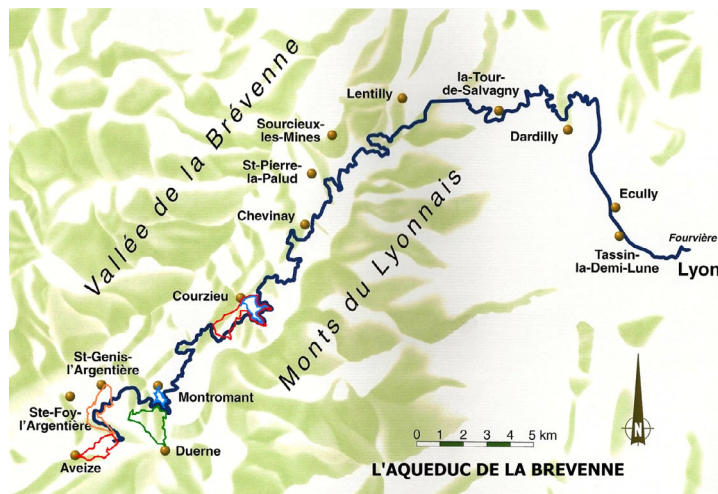 Vallée de la Brévenne
Lentilly
la-Tour-
de-Salvagny
Sourcieux-
les-Mines
Dardilly
St-Pierre-
la-Palud
Chevinay
Ecully
Fourvière
Tassin-
la-Demi-Lune
Lyon
Monts du Lyonnais
Courzieu
St-Genis-
l'Argentière
Montromant
Ste-Foy-
l'Argentière
Duerne
Aveize
0 1 2 3 4 5 km
N
L'AQUEDUC DE LA BREVENNE